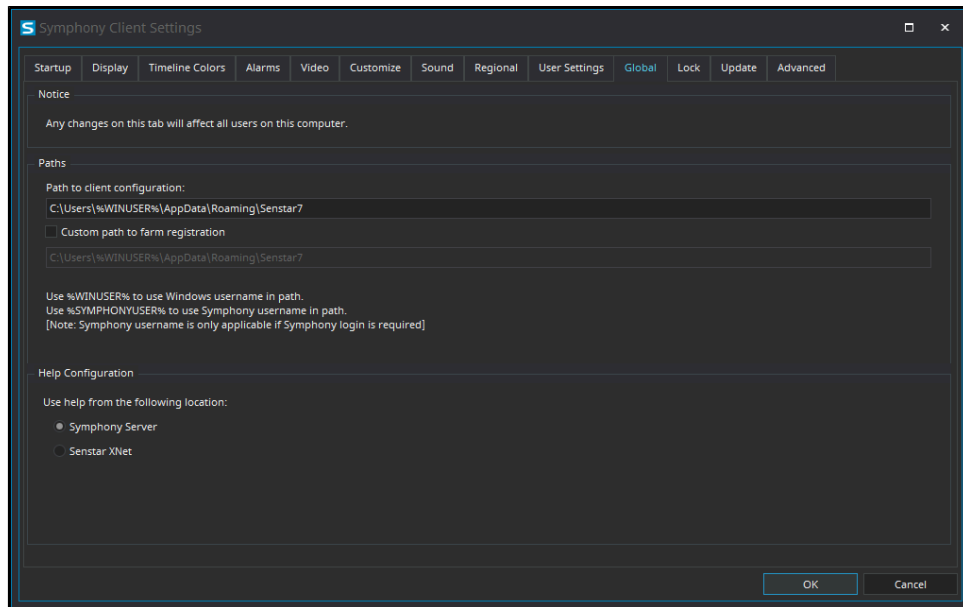 S Symphony Client Settings
Startup Display Timeline Colors Alarms Video Customize Sound Regional User Settings Global Lock Update Advanced
Notice
Any changes on this tab will affect all users on this computer.
Paths
Path to client configuration:
C:\Users\%WINUSER%\AppData\Roaming\Senstar7
Custom path to farm registration
C:\Users\%WINUSER%\AppData\Roaming\Senstar7
Use %WINUSER% to use Windows username in path.
Use %SYMPHONYUSER% to use Symphony username in path.
[Note: Symphony username is only applicable if Symphony login is required]
Help Configuration
Use help from the following location:
Symphony Server
Senstar XNet
OK Cancel